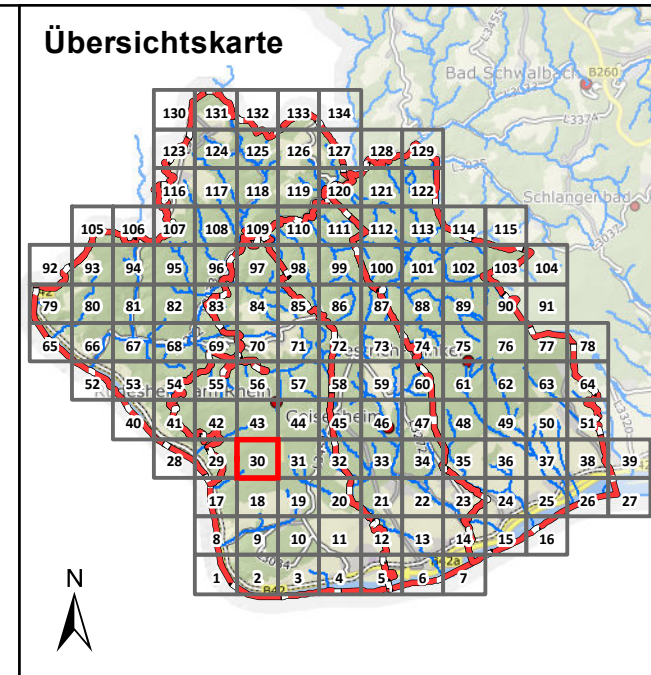 Übersichtskarte
L3455
Bad Schwalbach
B260
L3374
L3035
Schlangenbad
L3037
130 131 132 133 134
123 124 125 126 127 128 129
116 117 118 119 120 121 122
105 106 107 108 109 110 111 112 113 114 115
92 93 94 95 96 97 98 99 100 101 102 103 104
79 80 81 82 83 84 85 86 87 88 89 90 91
65 66 67 68 69 70 71 72 73 74 75 76 77 78
52 53 54 55 56 57 58 59 60 61 62 63 64
40 41 42 43 44 45 46 47 48 49 50 51
Geisenheim
L3320
28 29 30 31 32 33 34 35 36 37 38 39
17 18 19 20 21 22 23 24 25 26 27
8 9 10 11 12 13 14 15 16
L3034
B42a
1 2 3 4 5 6 7
B42
N